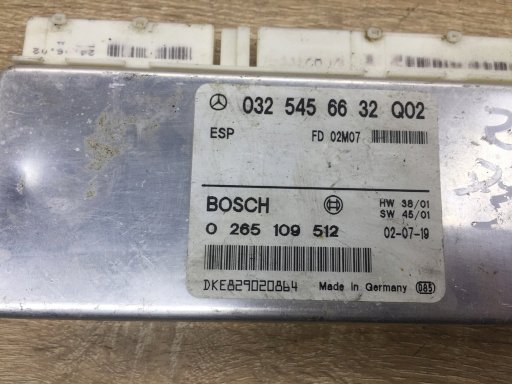 032 545 66 32 Q02
ESP FD 02M07
BOSCH HW 38/01
SW 45/01
0 265 109 512 02-07-19
DKE829020864 Made in Germany 085